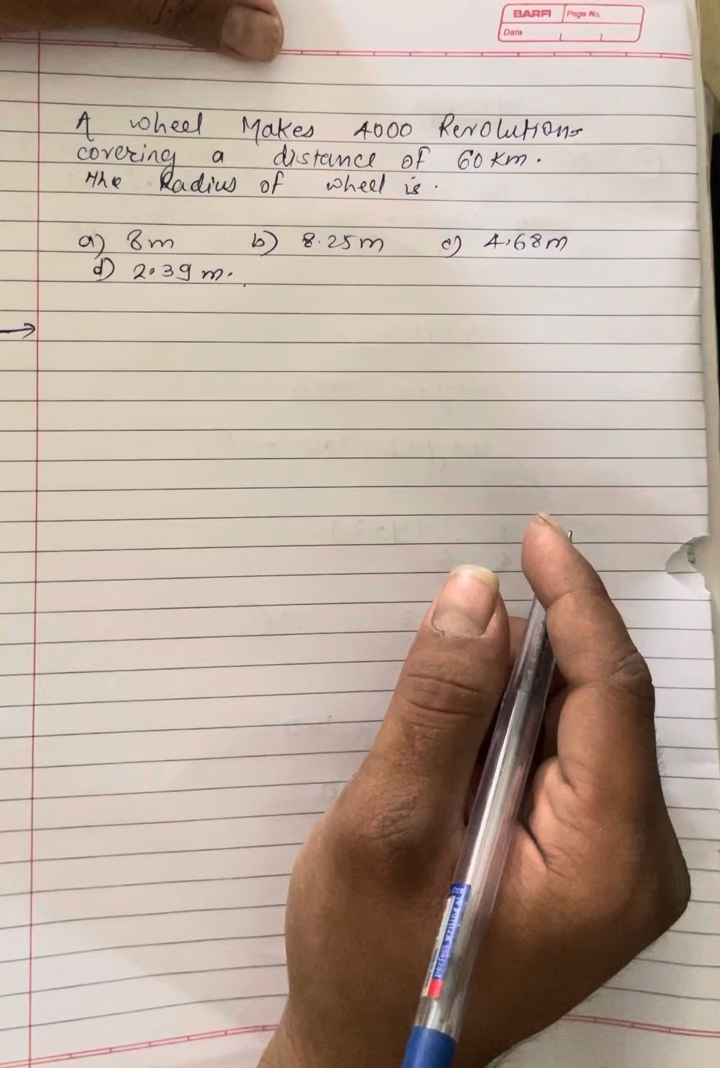 BARFI Page No.
Date
A wheel Makes 4000 Revolutions
covering a distance of 60 km.
the Radius of wheel is.
a) 8m b) 8.25m c) 4.68m
d) 2.39 m.